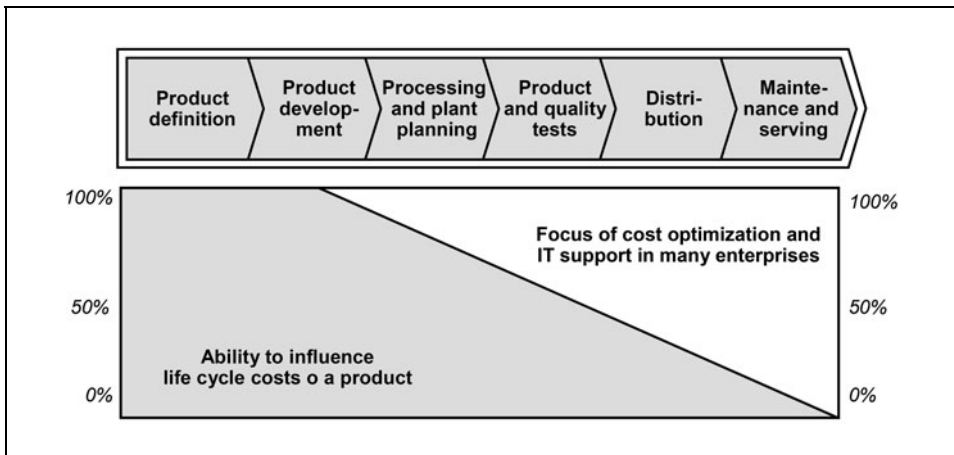 Product
definition
Product
develop-
ment
Processing
and plant
planning
Product
and quality
tests
Distri-
bution
Mainte-
nance and
serving
100%
50%
0%
100%
50%
0%
Focus of cost optimization and
IT support in many enterprises
Ability to influence
life cycle costs o a product